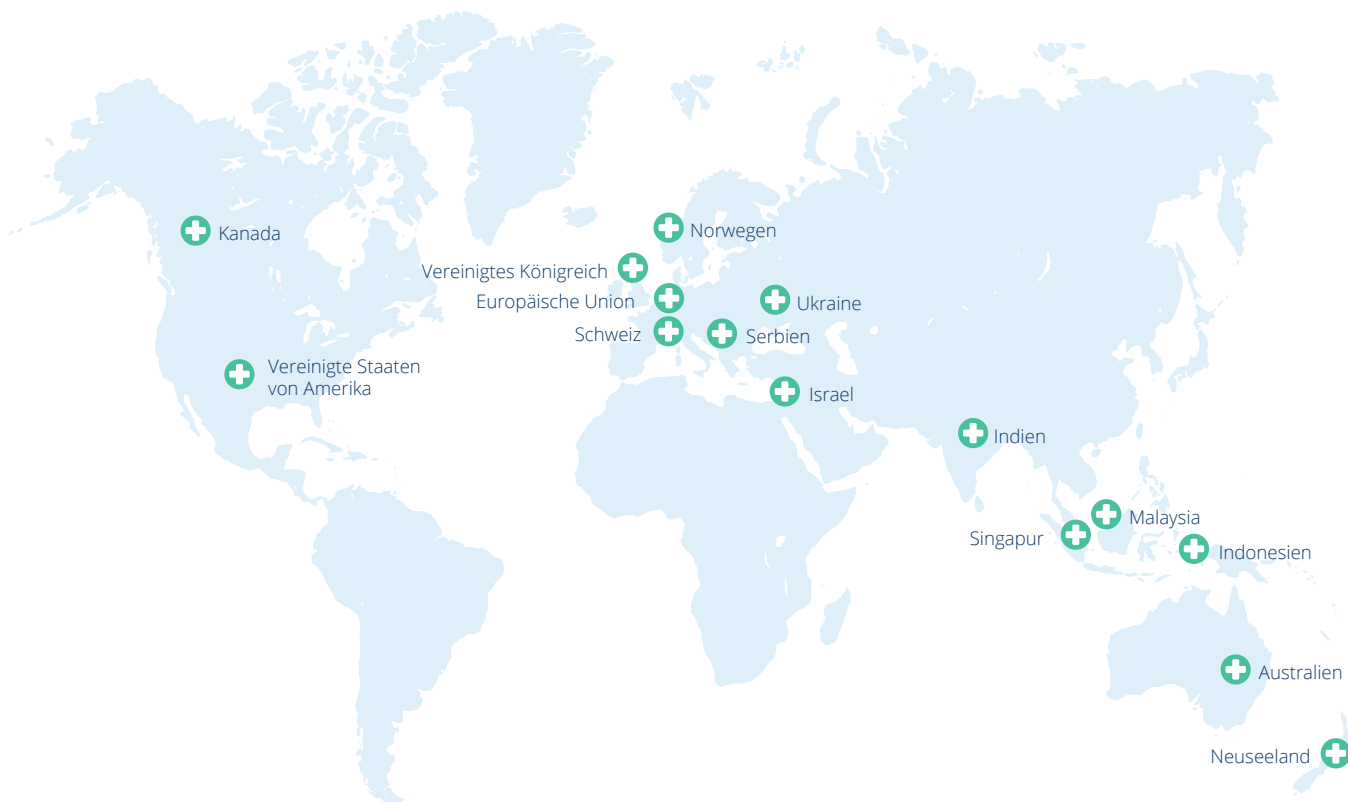 Kanada
Norwegen
Vereinigtes Königreich
Europäische Union
Ukraine
Schweiz
Serbien
Vereinigte Staaten
von Amerika
Israel
Indien
Malaysia
Singapur
Indonesien
Australien
Neuseeland